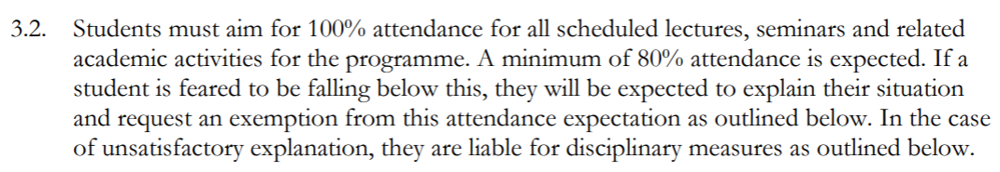 3.2. Students must aim for 100% attendance for all scheduled lectures, seminars and related
academic activities for the programme. A minimum of 80% attendance is expected. If a
student is feared to be falling below this, they will be expected to explain their situation
and request an exemption from this attendance expectation as outlined below. In the case
of unsatisfactory explanation, they are liable for disciplinary measures as outlined below.